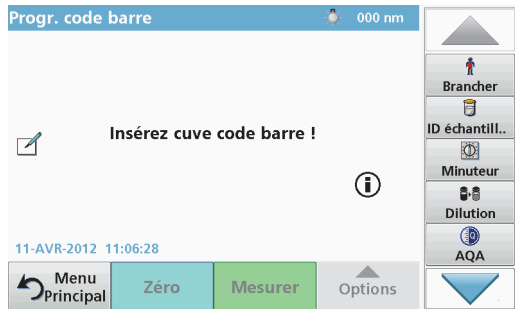 Progr. code barre
000 nm
Insérez cuve code barre !
11-AVR-2012 11:06:28
Menu
Principal
Zéro
Mesurer
Options
Brancher
ID échantill..
Minuteur
Dilution
AQA